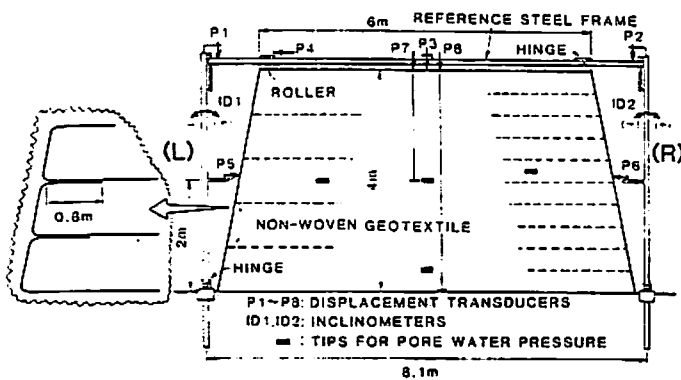 6m
REFERENCE STEEL FRAME
P1
P4
P7
P3
P8
HINGE
P2
ROLLER
ID1
ID2
(L)
(R)
P5
P6
4m
0.8m
2m
NON-WOVEN GEOTEXTILE
HINGE
P1~P8: DISPLACEMENT TRANSDUCERS
ID1.ID2: INCLINOMETERS
: TIPS FOR PORE WATER PRESSURE
8.1m